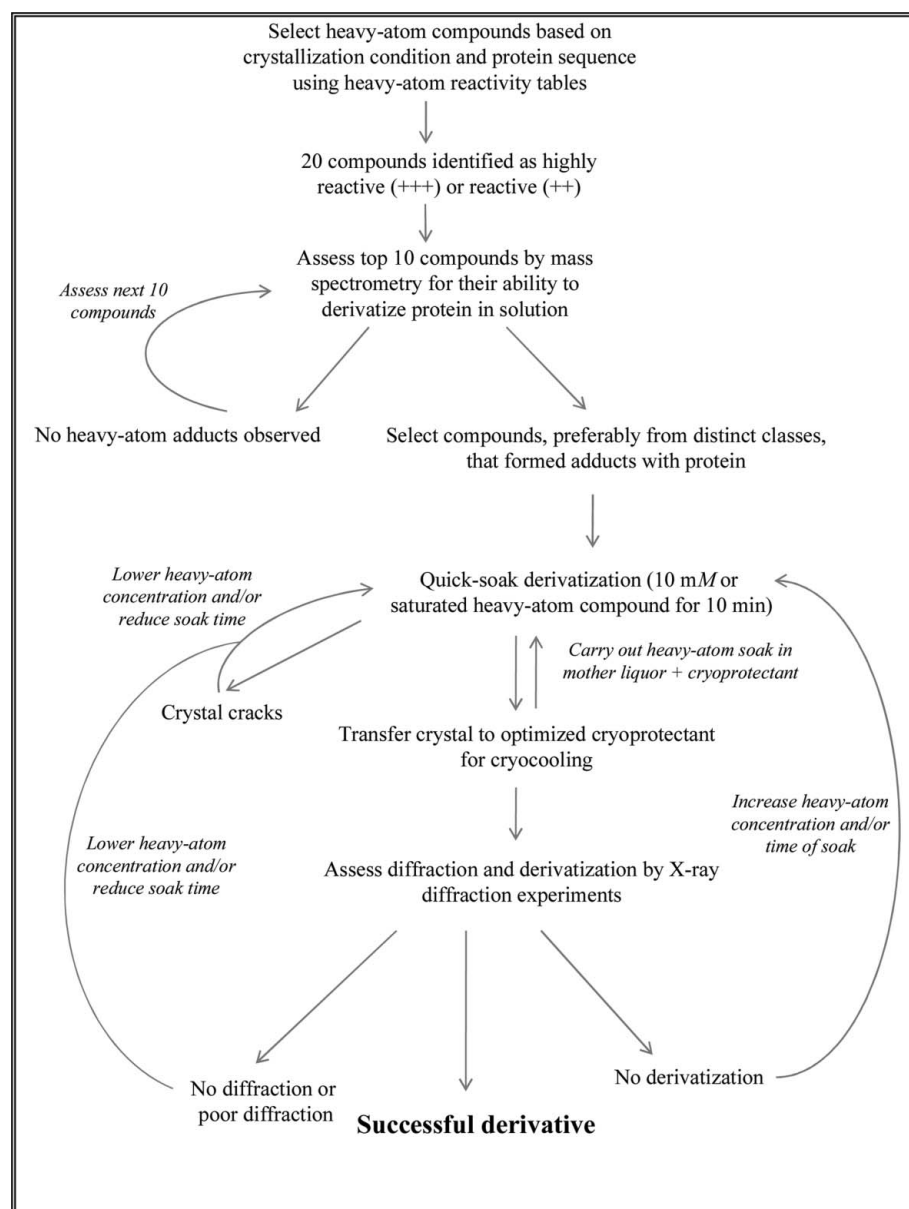 Select heavy-atom compounds based on
crystallization condition and protein sequence
using heavy-atom reactivity tables
20 compounds identified as highly
reactive (+++) or reactive (++)
Assess top 10 compounds by mass
spectrometry for their ability to
derivatize protein in solution
Assess next 10
compounds
No heavy-atom adducts observed
Select compounds, preferably from distinct classes,
that formed adducts with protein
Lower heavy-atom
concentration and/or
reduce soak time
Quick-soak derivatization (10 mM or
saturated heavy-atom compound for 10 min)
Carry out heavy-atom soak in
mother liquor + cryoprotectant
Crystal cracks
Transfer crystal to optimized cryoprotectant
for cryocooling
Increase heavy-atom
concentration and/or
time of soak
Lower heavy-atom
concentration and/or
reduce soak time
Assess diffraction and derivatization by X-ray
diffraction experiments
No diffraction or
poor diffraction
No derivatization
Successful derivative